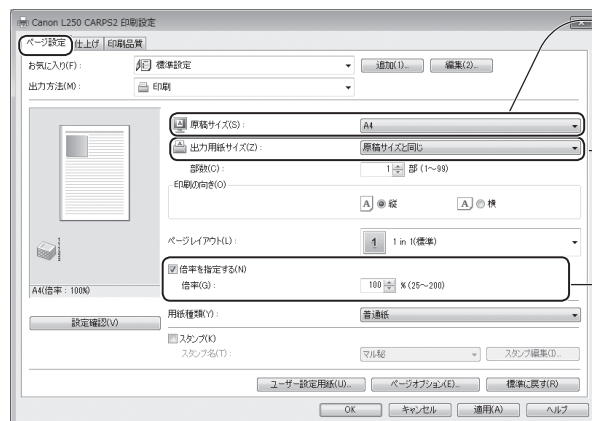 Canon L250 CARPS2 印刷設定
ページ設定 仕上げ 印刷品質
お気に入り(F): 標準設定 追加(1)... 編集(2)...
出力方法(M): 印刷
原稿サイズ(S): A4
出力用紙サイズ(Z): 原稿サイズと同じ
部数(C): 1 部 (1~99)
印刷の向き(O)
A 縦 A 横
ページレイアウト(L): 1 1 in 1(標準)
倍率を指定する(N)
倍率(G): 100 % (25~200)
A4(倍率:100%)
用紙種類(Y): 普通紙
設定確認(V)
スタンプ(K)
スタンプ名(T): マル秘 スタンプ編集(D)...
ユーザー設定用紙(U)... ページオプション(E)... 標準に戻す(R)
OK キャンセル 適用(A) ヘルプ